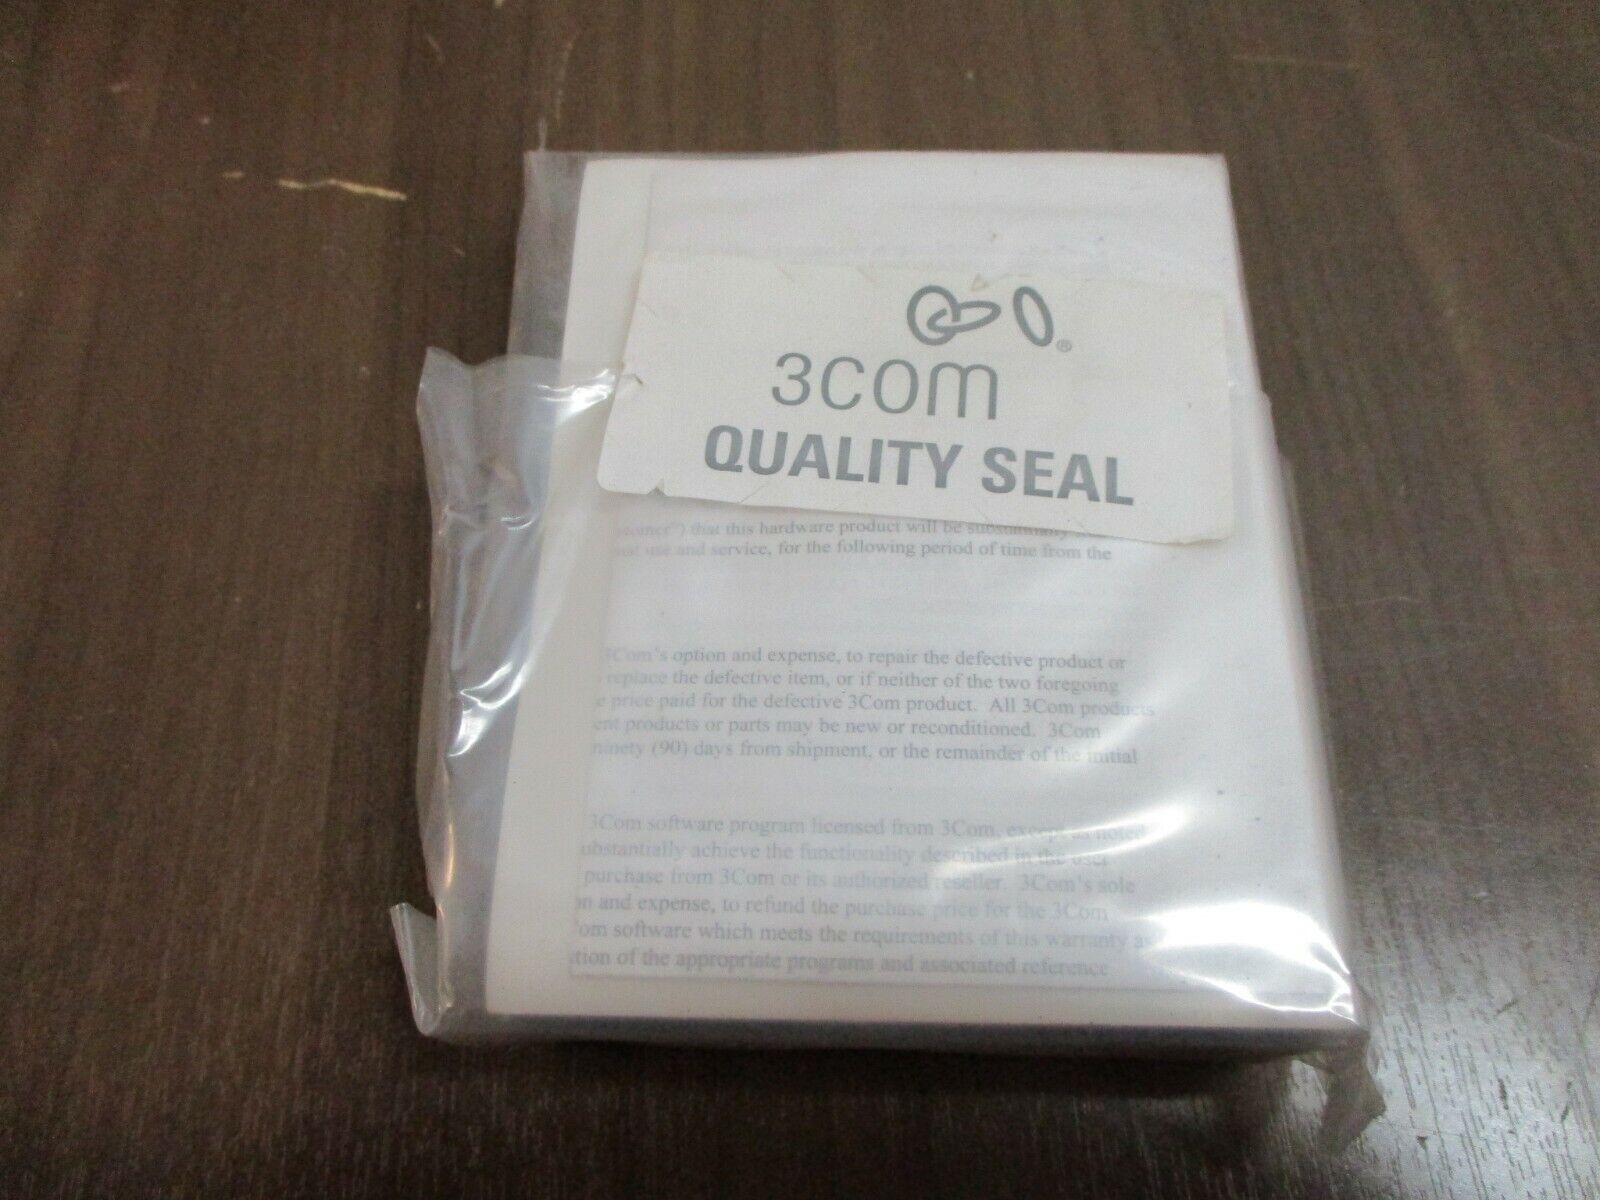 ®
3COM
QUALITY SEAL
that this hardware product will be substantially
use and service, for the following period of time from the
3Com's option and expense, to repair the defective product or
replace the defective item, or if neither of the two foregoing
price paid for the defective 3Com product. All 3Com products
products or parts may be new or reconditioned. 3Com
ninety (90) days from shipment, or the remainder of the initial
3Com software program licensed from 3Com, except as noted
substantially achieve the functionality described in the user
purchase from 3Com or its authorized reseller. 3Com's sole
on and expense, to refund the purchase price for the 3Com
software which meets the requirements of this warranty as
of the appropriate programs and associated reference